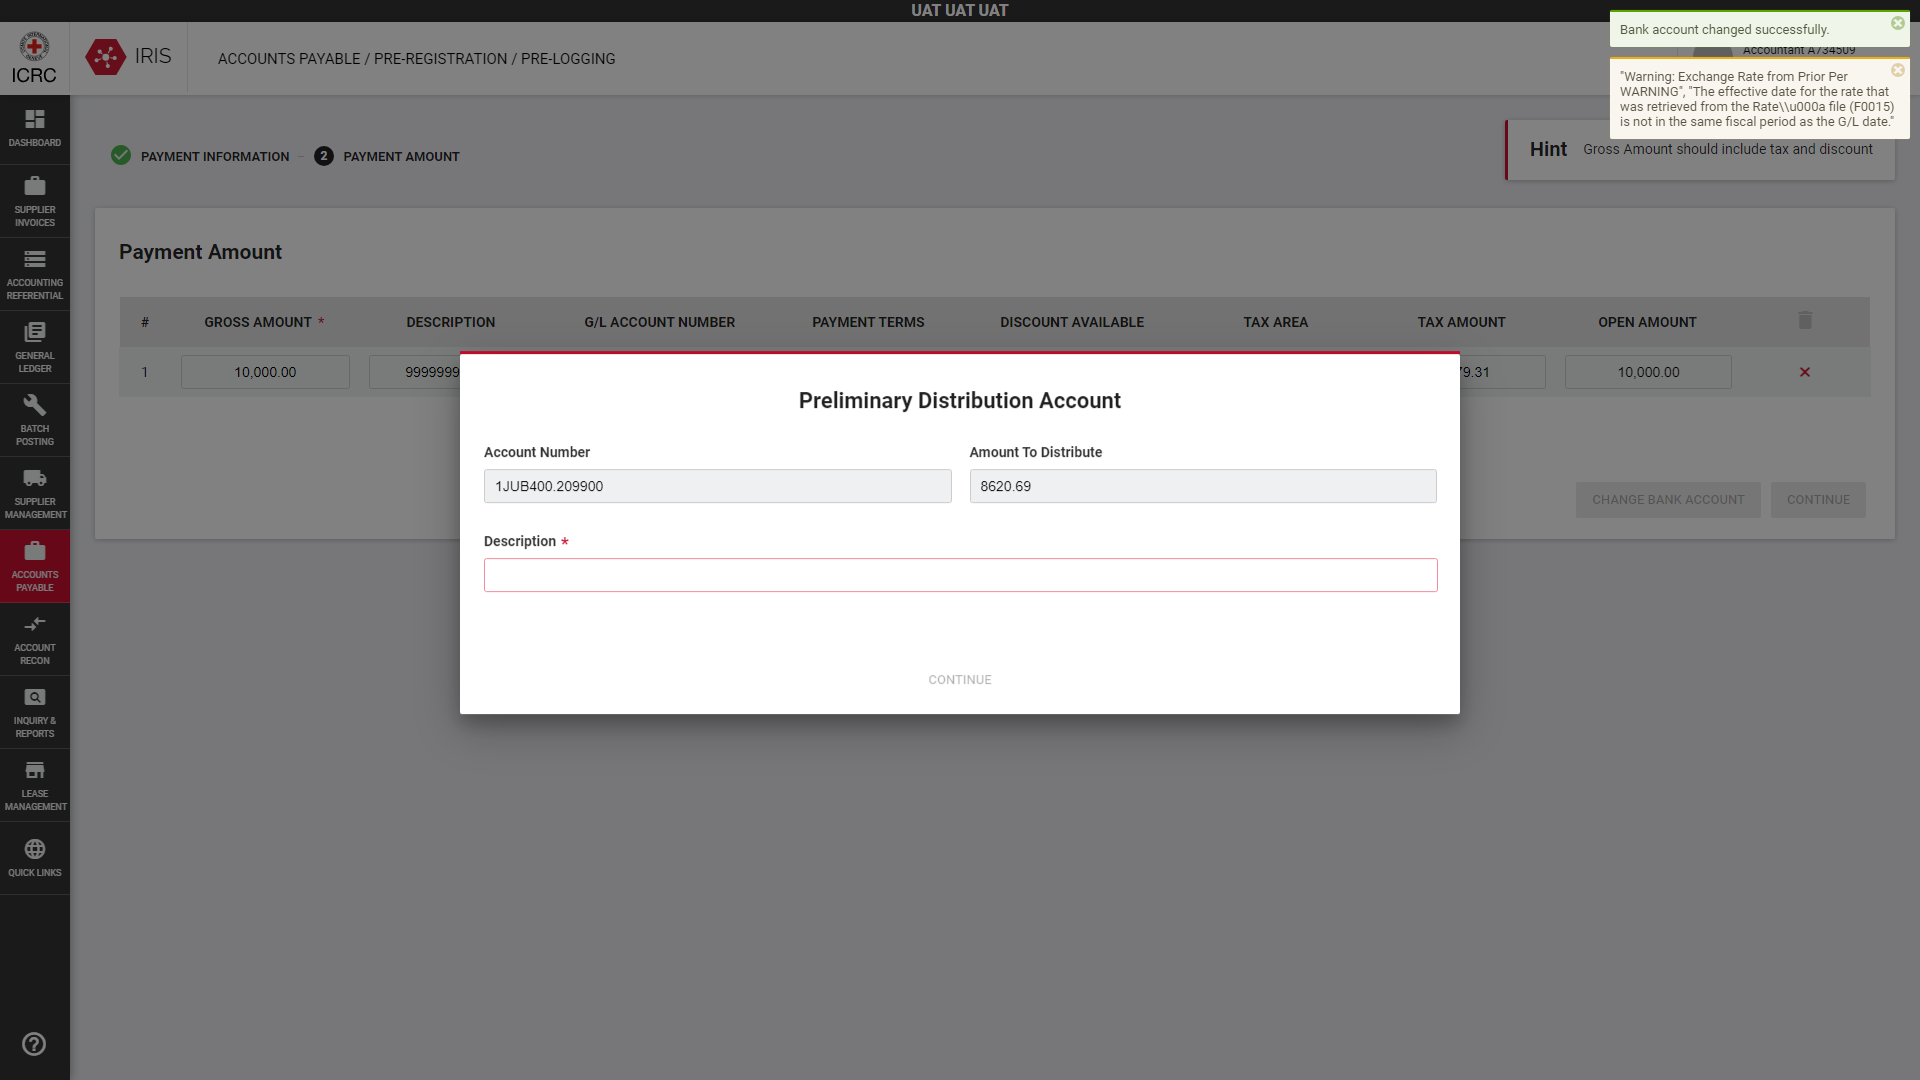 UAT UAT UAT
ICRC
IRIS
ACCOUNTS PAYABLE / PRE-REGISTRATION / PRE-LOGGING
Accountant A734509
Bank account changed successfully.
"Warning: Exchange Rate from Prior Per
WARNING", "The effective date for the rate that
was retrieved from the Rate\\u000a file (F0015)
is not in the same fiscal period as the G/L date."
DASHBOARD
SUPPLIER
INVOICES
ACCOUNTING
REFERENTIAL
GENERAL
LEDGER
BATCH
POSTING
SUPPLIER
MANAGEMENT
ACCOUNTS
PAYABLE
ACCOUNT
RECON
INQUIRY &
REPORTS
LEASE
MANAGEMENT
QUICK LINKS
PAYMENT INFORMATION
2 PAYMENT AMOUNT
Hint Gross Amount should include tax and discount
Payment Amount
# GROSS AMOUNT * DESCRIPTION G/L ACCOUNT NUMBER PAYMENT TERMS DISCOUNT AVAILABLE TAX AREA TAX AMOUNT OPEN AMOUNT
1 10,000.00 9999999 79.31 10,000.00
CHANGE BANK ACCOUNT CONTINUE
Preliminary Distribution Account
Account Number Amount To Distribute
1JUB400.209900 8620.69
Description *
CONTINUE